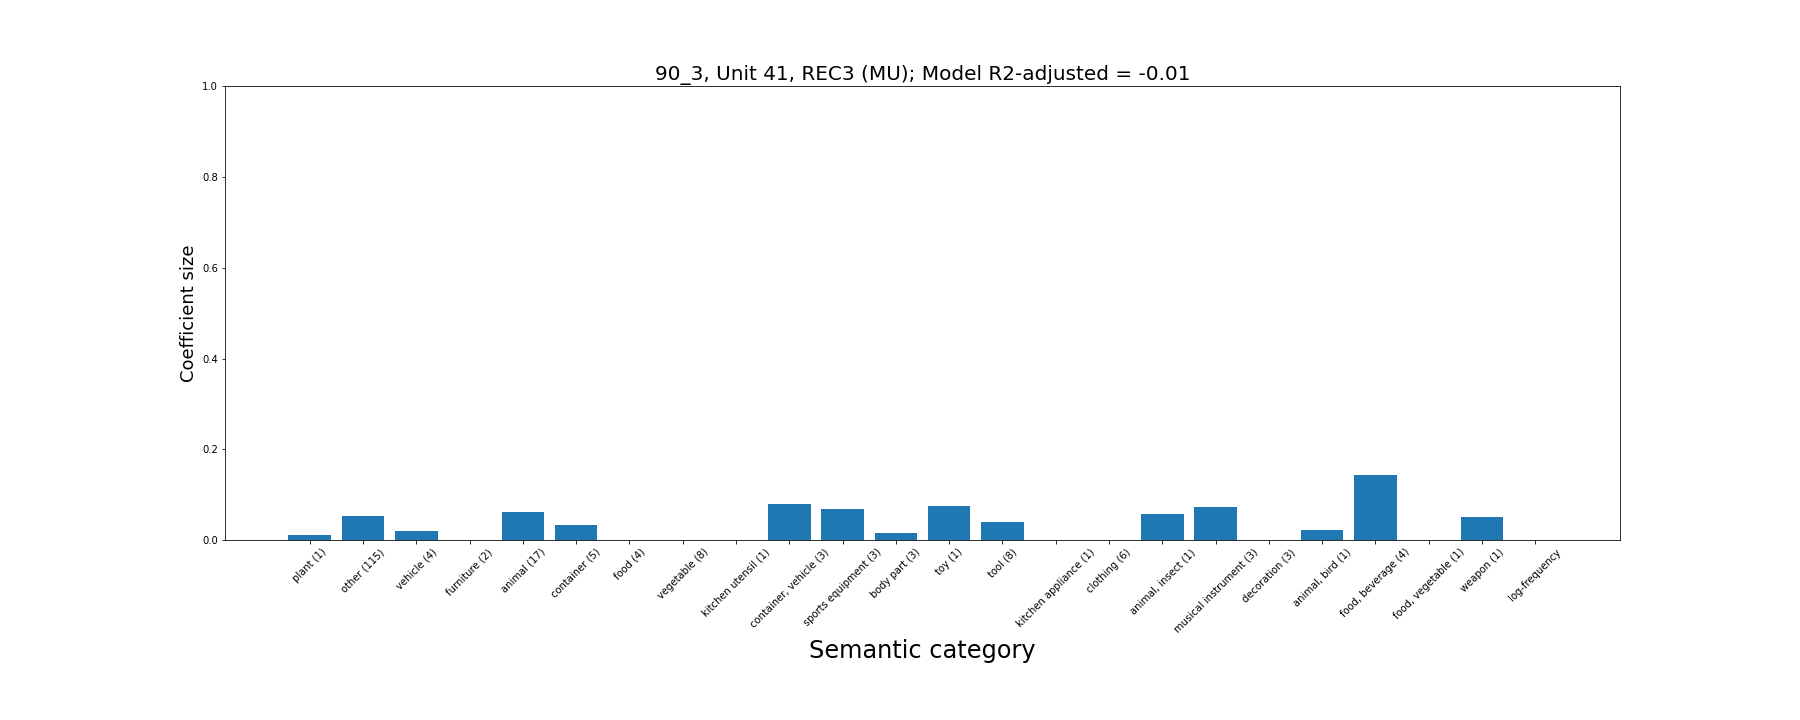 90_3, Unit 41, REC3 (MU); Model R2-adjusted = -0.01
1.0
0.8
0.6
0.4
0.2
0.0
Coefficient size
plant (1)
other (115)
vehicle (4)
furniture (2)
animal (17)
container (5)
food (4)
vegetable (8)
kitchen utensil (1)
container, vehicle (3)
sports equipment (3)
body part (3)
toy (1)
tool (8)
kitchen appliance (1)
clothing (6)
animal, insect (1)
musical instrument (3)
decoration (3)
animal, bird (1)
food, beverage (4)
food, vegetable (1)
weapon (1)
log-frequency
Semantic category